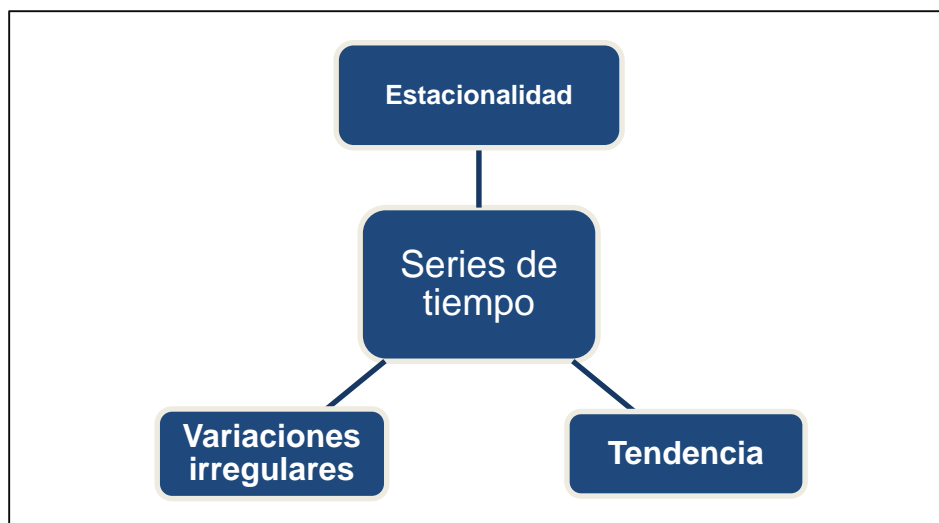 Estacionalidad
Series de
tiempo
Variaciones
irregulares
Tendencia